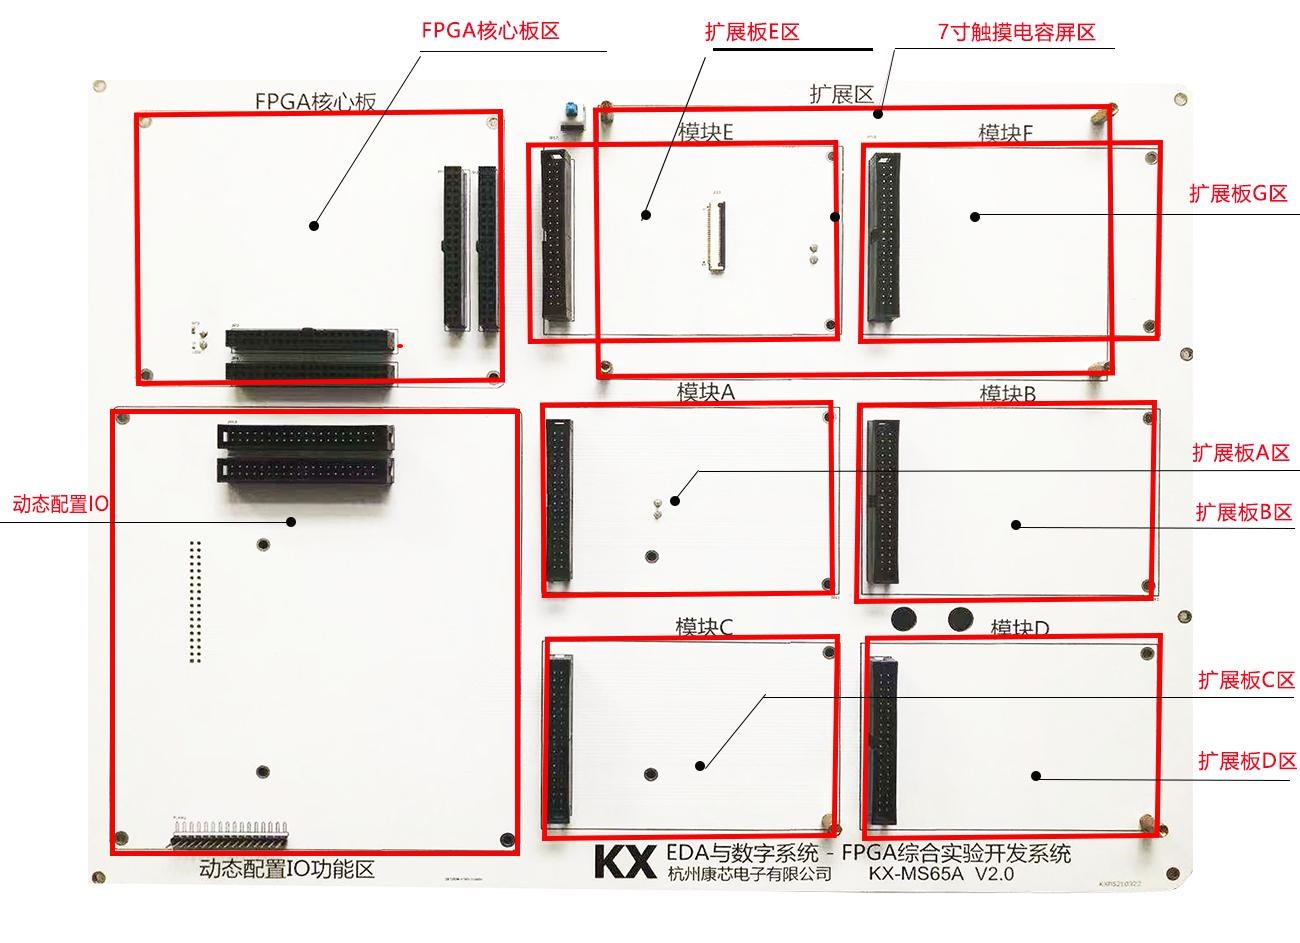 FPGA核心板区
扩展板E区
7寸触摸电容屏区
FPGA核心板
扩展区
模块E
模块F
扩展板G区
模块A
模块B
扩展板A区
动态配置IO
扩展板B区
模块C
模块D
扩展板C区
扩展板D区
动态配置IO功能区
KX EDA与数字系统 - FPGA综合实验开发系统
杭州康芯电子有限公司 KX-MS65A V2.0